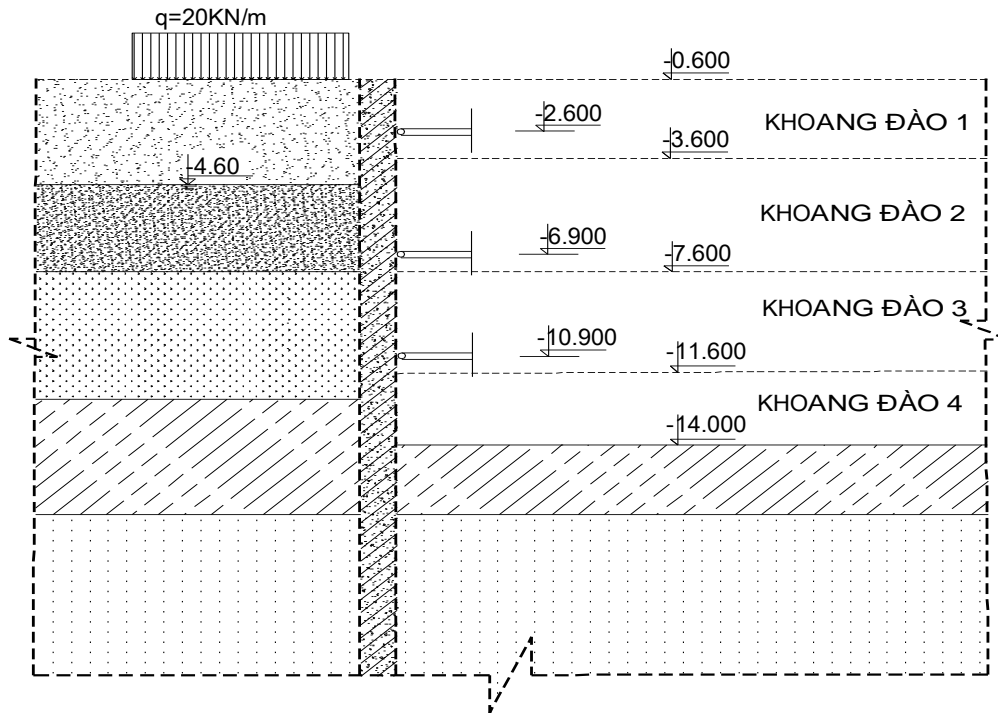 q=20KN/m
-0.600
-2.600
KHOANG ĐÀO 1
-3.600
-4.60
KHOANG ĐÀO 2
-6.900
-7.600
KHOANG ĐÀO 3
-10.900
-11.600
KHOANG ĐÀO 4
-14.000